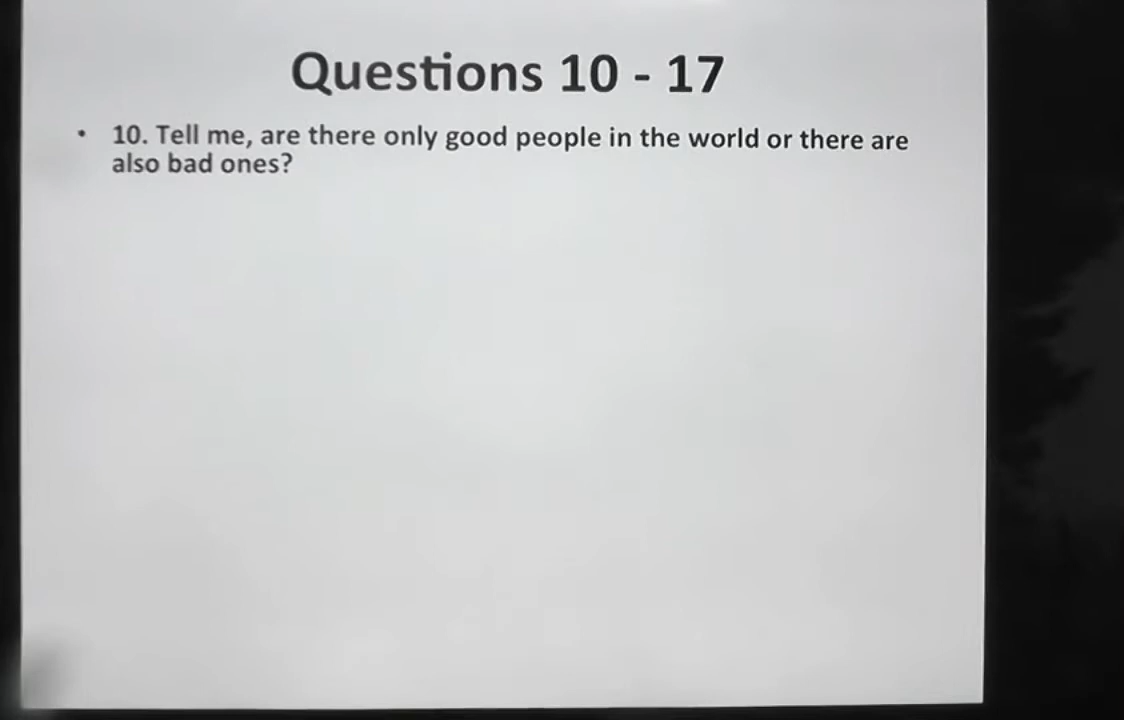 Questions 10 - 17
• 10. Tell me, are there only good people in the world or there are
also bad ones?